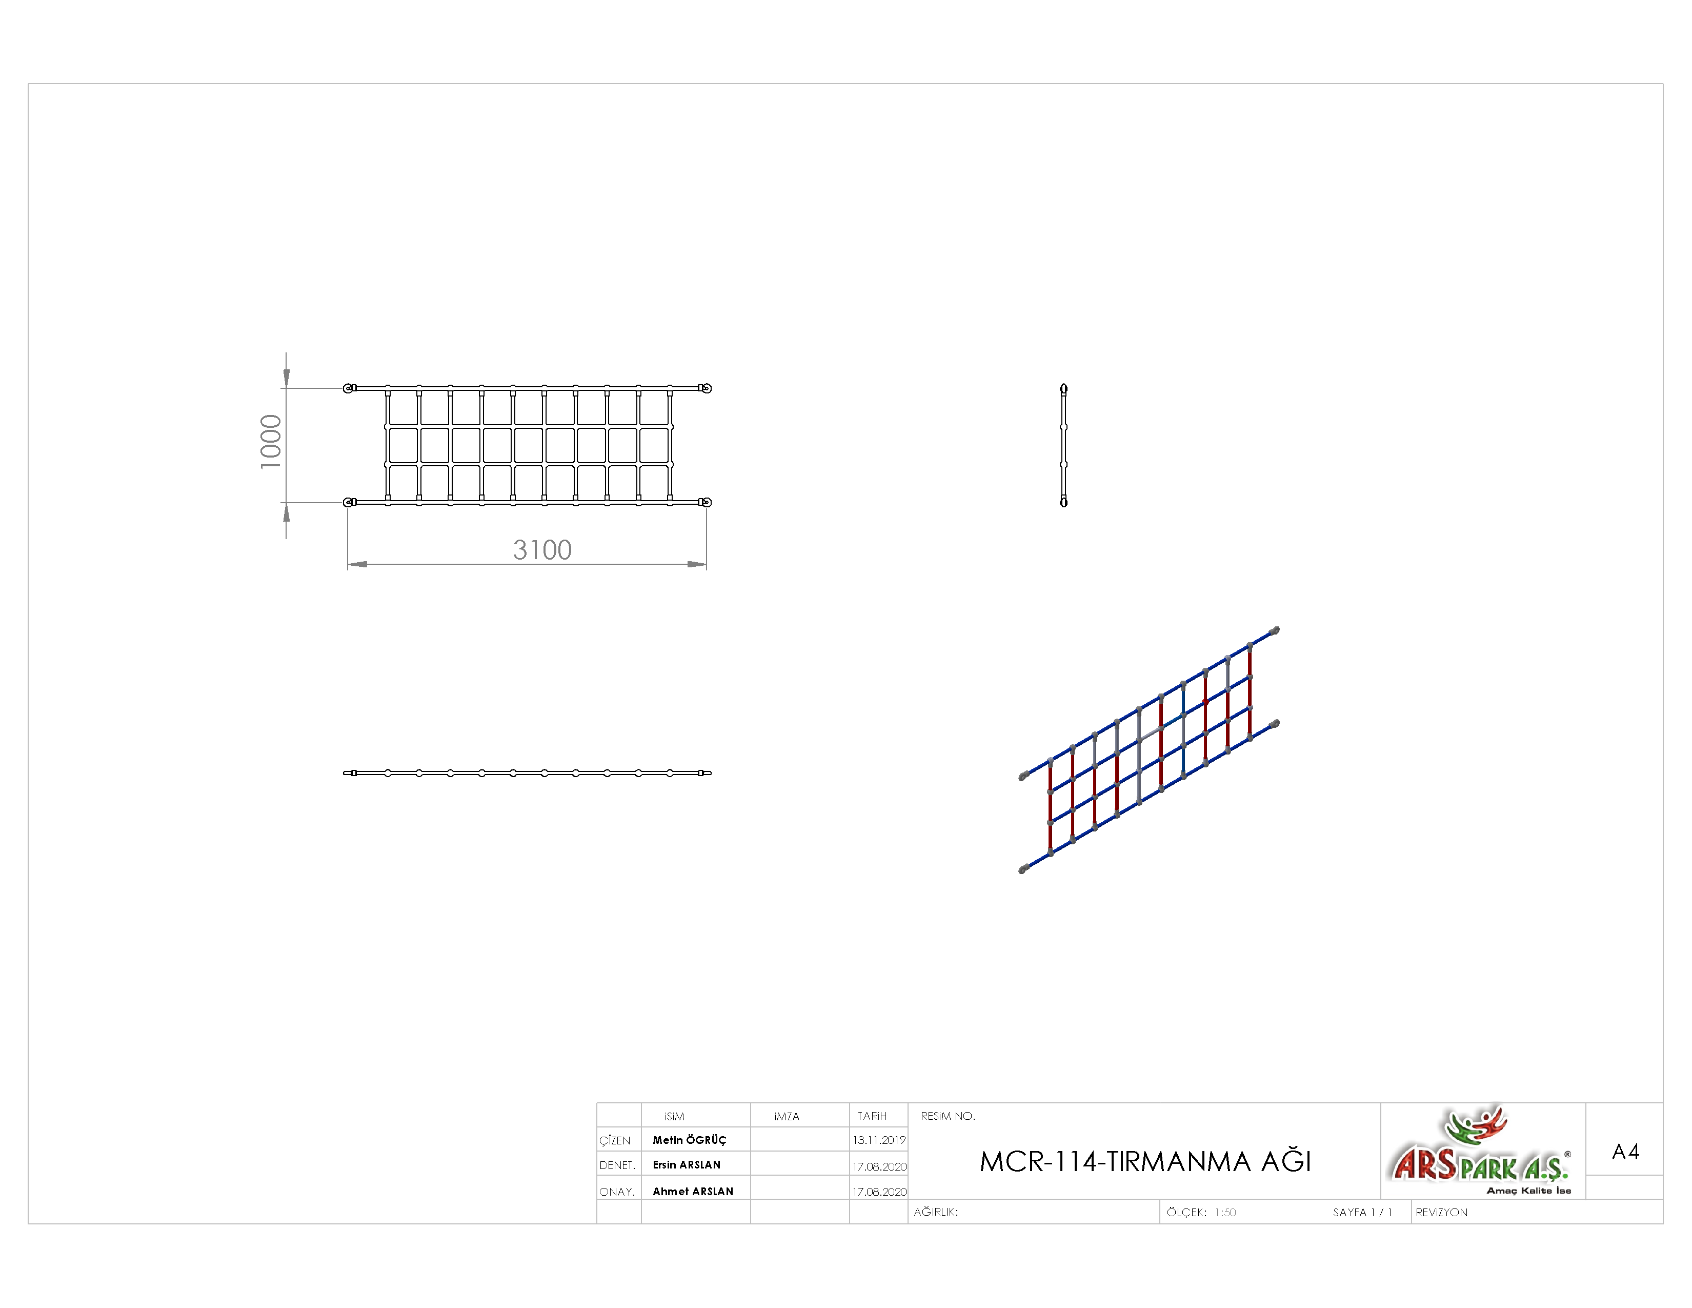 1000
3100
İSİM
İMZA
TARİH
RESİM NO.
ÇİZEN
Metin ÖGRÜÇ
13.11.2019
DENET.
Ersin ARSLAN
17.08.2020
ONAY.
Ahmet ARSLAN
17.08.2020
MCR-114-TIRMANMA AĞI
ARSPARK A.Ş.®
Amaç Kalite İse
A4
AĞIRLIK:
ÖLÇEK: 1:50
SAYFA 1 / 1
REVİZYON